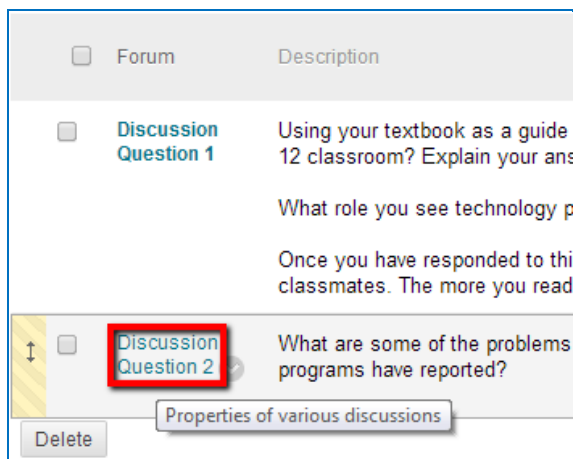 Forum Description
Discussion
Question 1
Using your textbook as a guide
12 classroom? Explain your
What role you see technology
Once you have responded to
classmates. The more you read
Discussion
Question 2
What are some of the problems
programs have reported?
Properties of various discussions
Delete